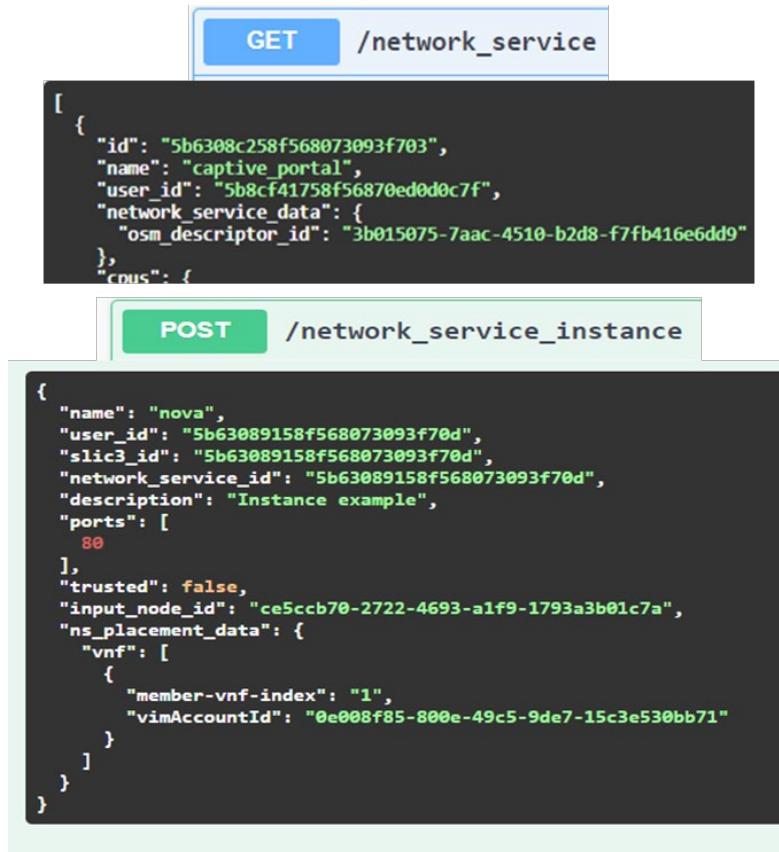 GET /network_service
[
{
"id": "5b6308c258f568073093f703",
"name": "captive_portal",
"user_id": "5b8cf41758f56870ed0d0c7f",
"network_service_data": {
"osm_descriptor_id": "3b015075-7aac-4510-b2d8-f7fb416e6dd9"
},
"cpus": {
POST /network_service_instance
{
"name": "nova",
"user_id": "5b63089158f568073093f70d",
"slic3_id": "5b63089158f568073093f70d",
"network_service_id": "5b63089158f568073093f70d",
"description": "Instance example",
"ports": [
80
],
"trusted": false,
"input_node_id": "ce5ccb70-2722-4693-a1f9-1793a3b01c7a",
"ns_placement_data": {
"vnf": [
{
"member-vnf-index": "1",
"vimAccountId": "0e008f85-800e-49c5-9de7-15c3e530bb71"
}
]
}
}